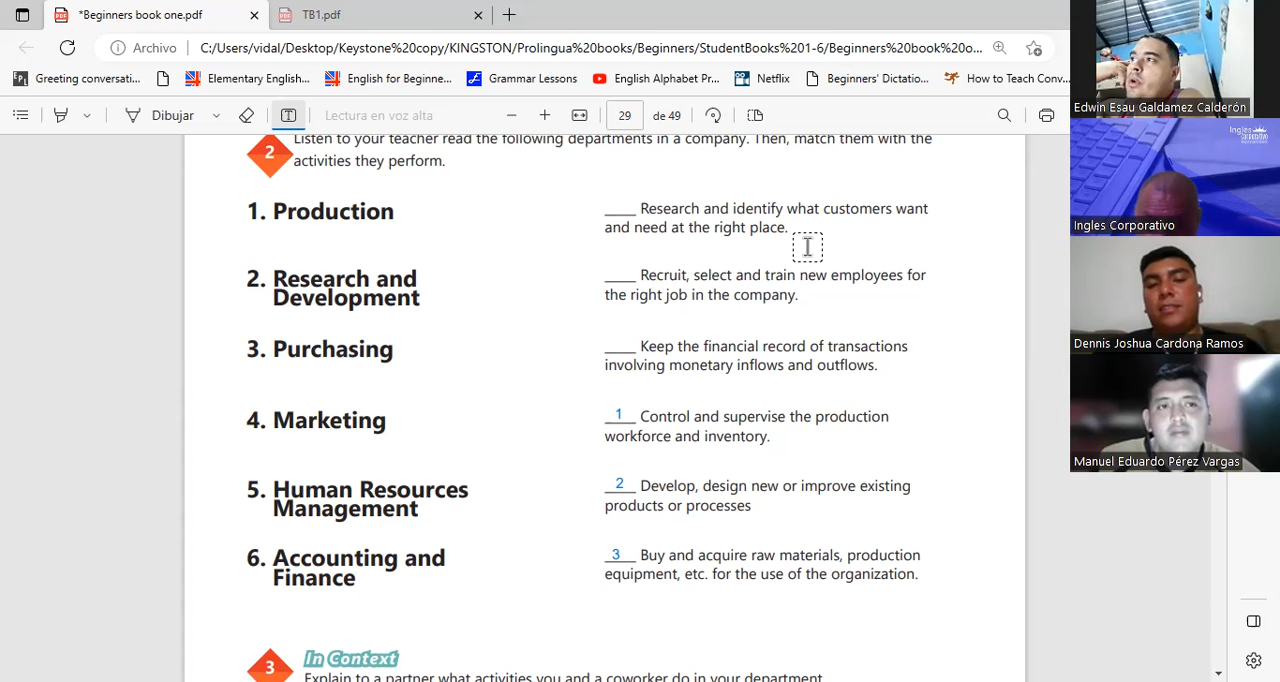 *Beginners book one.pdf
TB1.pdf
Archivo
C:/Users/vidal/Desktop/Keystone%20copy/KINGSTON/Prolingua%20books/Beginners/StudentBooks%201-6/Beginners%20book%20o...
Greeting conversati...
Elementary English...
English for Beginne...
Grammar Lessons
English Alphabet Pr...
Netflix
Beginners' Dictatio...
How to Teach Conv...
Dibujar
Lectura en voz alta
29 de 49
2
Listen to your teacher read the following departments in a company. Then, match them with the
activities they perform.
1. Production
____ Research and identify what customers want
and need at the right place.
2. Research and
Development
____ Recruit, select and train new employees for
the right job in the company.
3. Purchasing
____ Keep the financial record of transactions
involving monetary inflows and outflows.
4. Marketing
1 Control and supervise the production
workforce and inventory.
5. Human Resources
Management
2 Develop, design new or improve existing
products or processes
6. Accounting and
Finance
3 Buy and acquire raw materials, production
equipment, etc. for the use of the organization.
3
In Context
Explain to a partner what activities you and a coworker do in your department
Edwin Esau Galdamez Calderón
Ingles Corporativo
Dennis Joshua Cardona Ramos
Manuel Eduardo Pérez Vargas